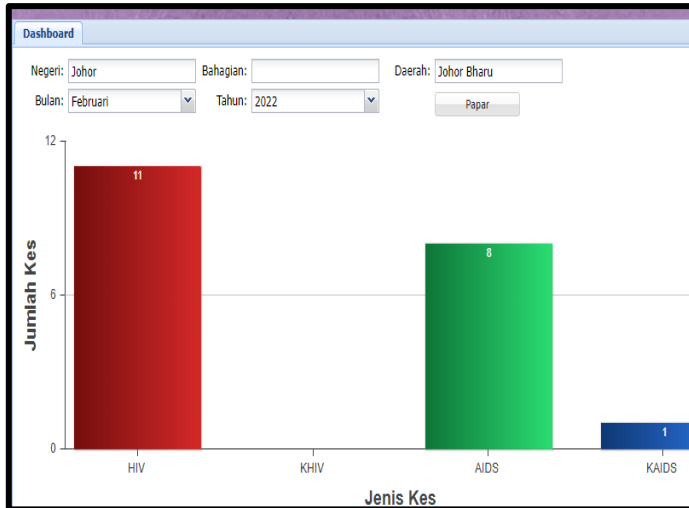 Dashboard
Negeri: Johor Bahagian: Daerah: Johor Bharu
Bulan: Februari Tahun: 2022 Papar
12
11
8
6
Jumlah Kes
1
0
HIV KHIV AIDS KAIDS
Jenis Kes